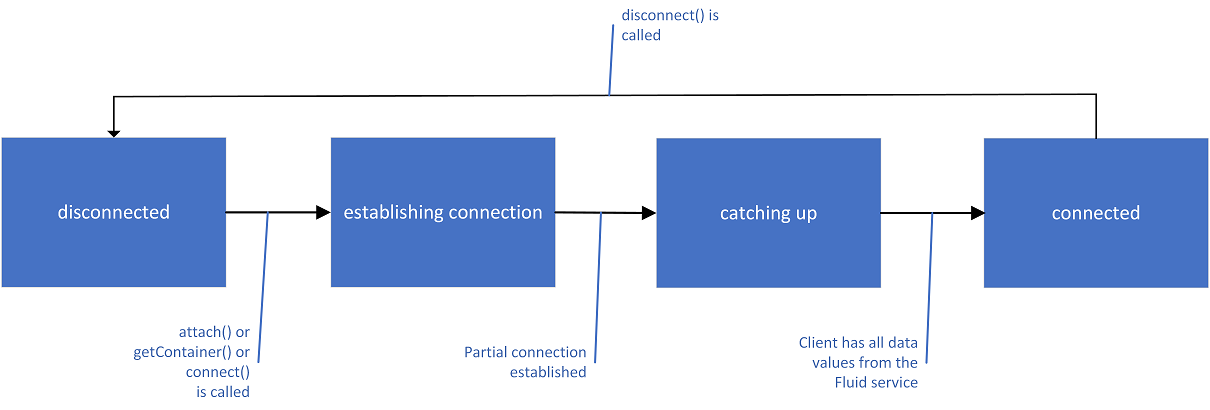 disconnect() is
called
disconnected
establishing connection
catching up
connected
attach() or
getContainer() or
connect()
is called
Partial connection
established
Client has all data
values from the
Fluid service